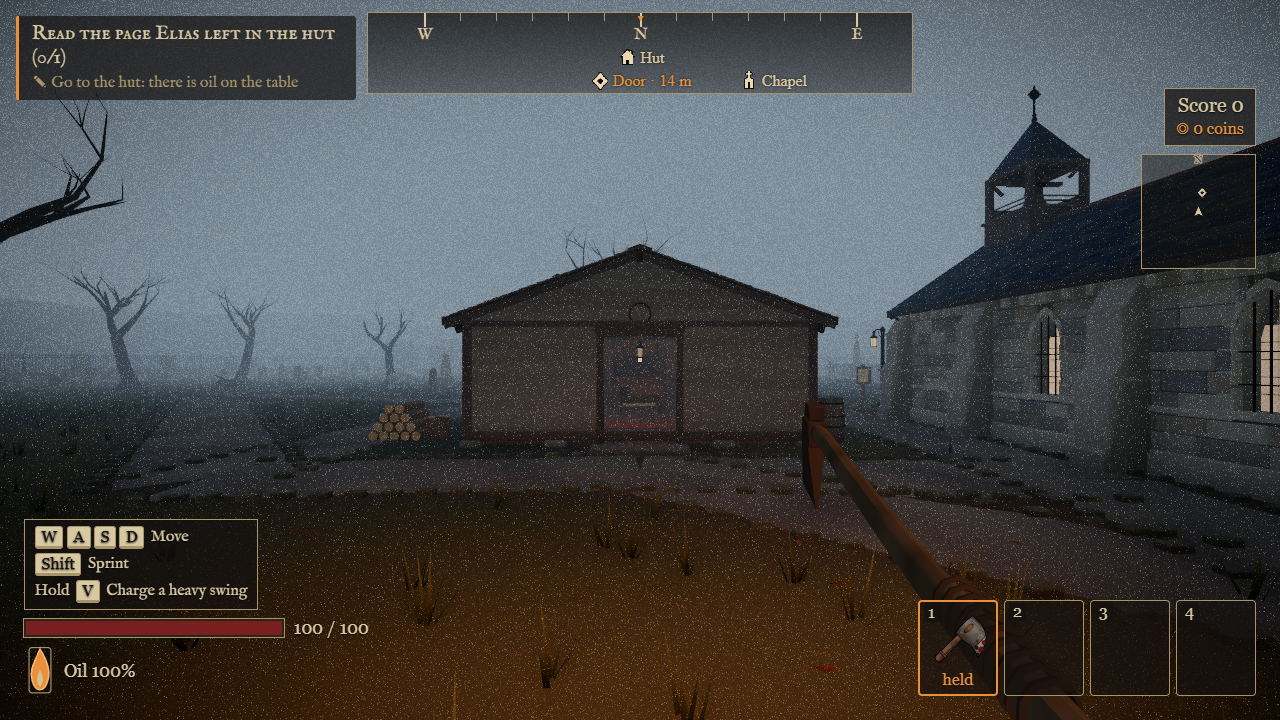 Read the page Elias left in the hut
(0/1)
Go to the hut: there is oil on the table
W N E
Hut
Door · 14 m
Chapel
Score 0
0 coins
N
W A S D Move
Shift Sprint
Hold V Charge a heavy swing
100 / 100
Oil 100%
1 2 3 4
held